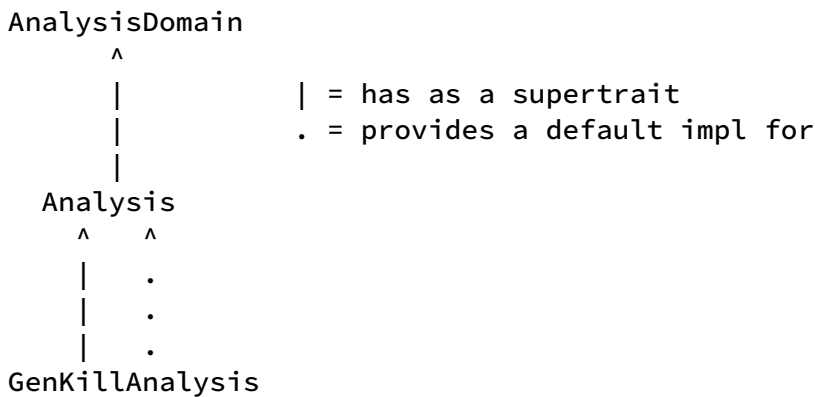 AnalysisDomain
^
| | = has as a supertrait
| . = provides a default impl for
|
Analysis
^ ^
| .
| .
| .
GenKillAnalysis